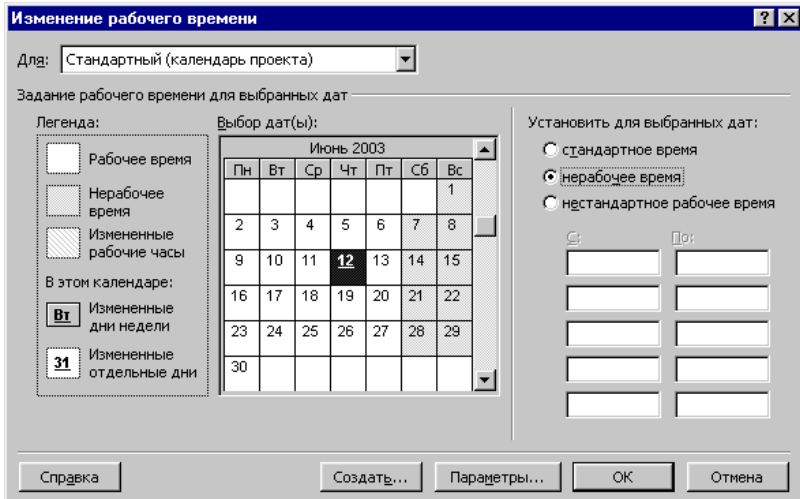 Изменение рабочего времени
Для: Стандартный (календарь проекта)
Задание рабочего времени для выбранных дат
Легенда:
Рабочее время
Нерабочее
время
Измененные
рабочие часы
В этом календаре:
Вт Измененные
дни недели
31 Измененные
отдельные дни
Выбор дат(ы):
Июнь 2003
Пн Вт Ср Чт Пт Сб Вс
1
2 3 4 5 6 7 8
9 10 11 12 13 14 15
16 17 18 19 20 21 22
23 24 25 26 27 28 29
30
Установить для выбранных дат:
стандартное время
нерабочее время
нестандартное рабочее время
С: По:
Справка Создать... Параметры... ОК Отмена